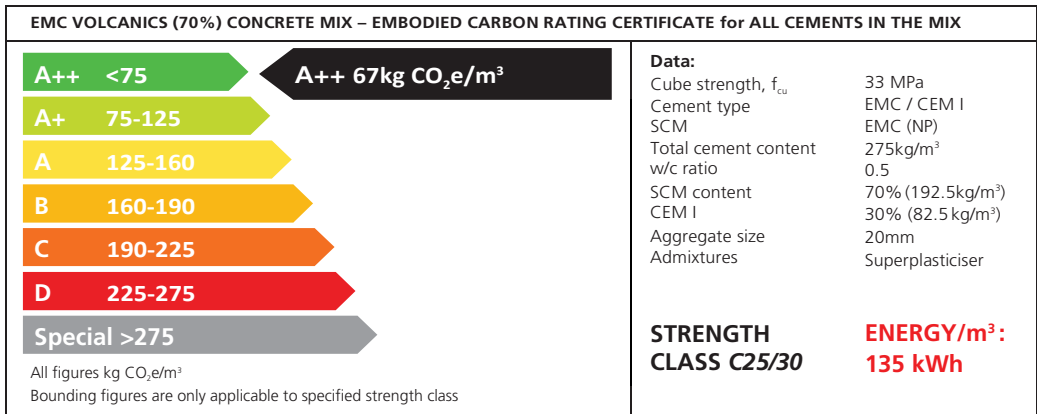 EMC VOLCANICS (70%) CONCRETE MIX – EMBODIED CARBON RATING CERTIFICATE for ALL CEMENTS IN THE MIX
A++ <75
A++ 67kg CO₂e/m³
A+ 75-125
A 125-160
B 160-190
C 190-225
D 225-275
Special >275
All figures kg CO₂e/m³
Bounding figures are only applicable to specified strength class
Data:
Cube strength, fcu 33 MPa
Cement type EMC / CEM I
SCM EMC (NP)
Total cement content 275kg/m³
w/c ratio 0.5
SCM content 70% (192.5kg/m³)
CEM I 30% (82.5kg/m³)
Aggregate size 20mm
Admixtures Superplasticiser
STRENGTH
CLASS C25/30
ENERGY/m³:
135 kWh